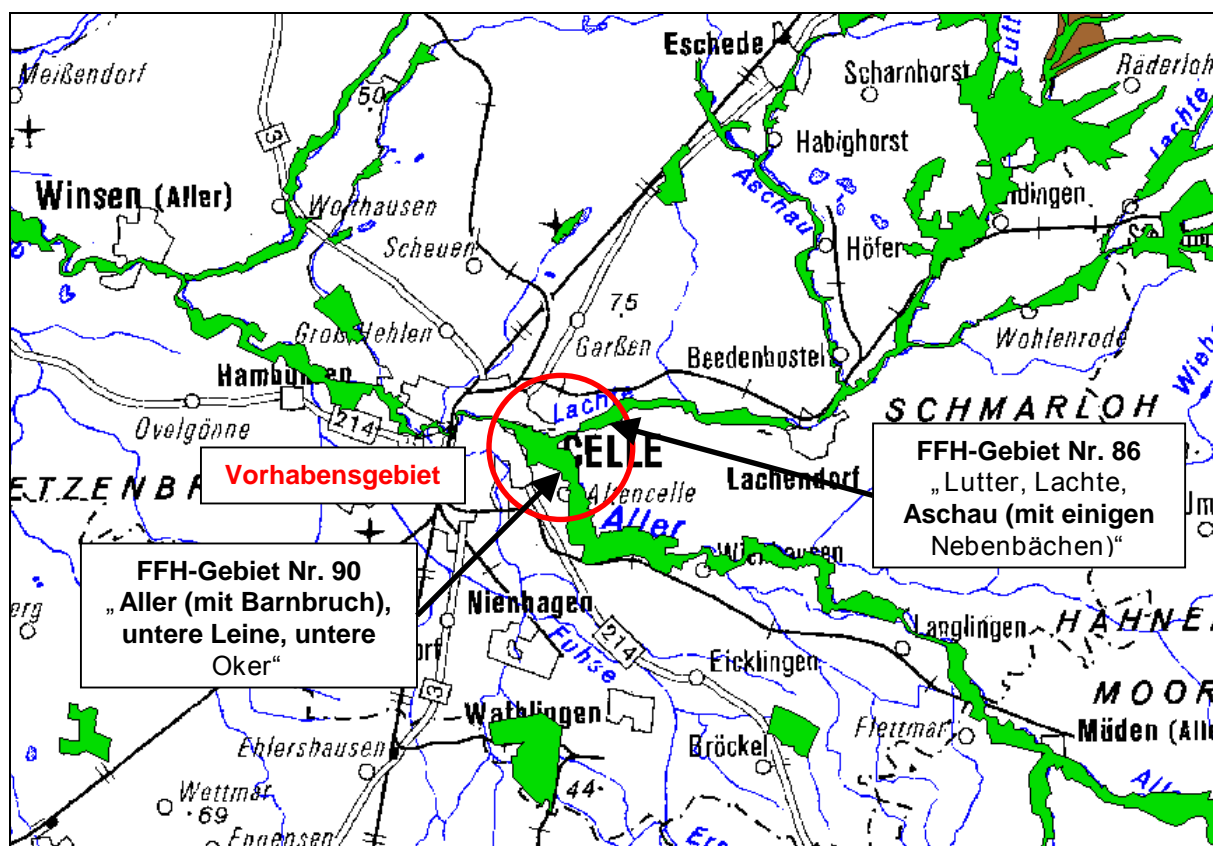 Eschede
Meißendorf
Scharnhorst
Räderloh
50
3
Habighorst
Lachte
Winsen (Aller)
Wolthausen
Aschau
Scheuen
Höfer
75
Groß Hehlen
Garßen
Wohlenrode
Beedenbostel
Hambühren
Lachte
SCHMARLOH
Ovelgönne
214
CELLE
Vorhabensgebiet
Lachendorf
FFH-Gebiet Nr. 86
„Lutter, Lachte,
Aschau (mit einigen
Nebenbächen)“
Altencelle
Aller
Wienhausen
FFH-Gebiet Nr. 90
„Aller (mit Barnbruch),
untere Leine, untere
Oker“
Nienhagen
Langlingen
Fuhse
214
Eicklingen
3
MOOR
Wathlingen
Flettmar
Müden (Alle
Ehlershausen
Bröckel
Wettmar
69
44